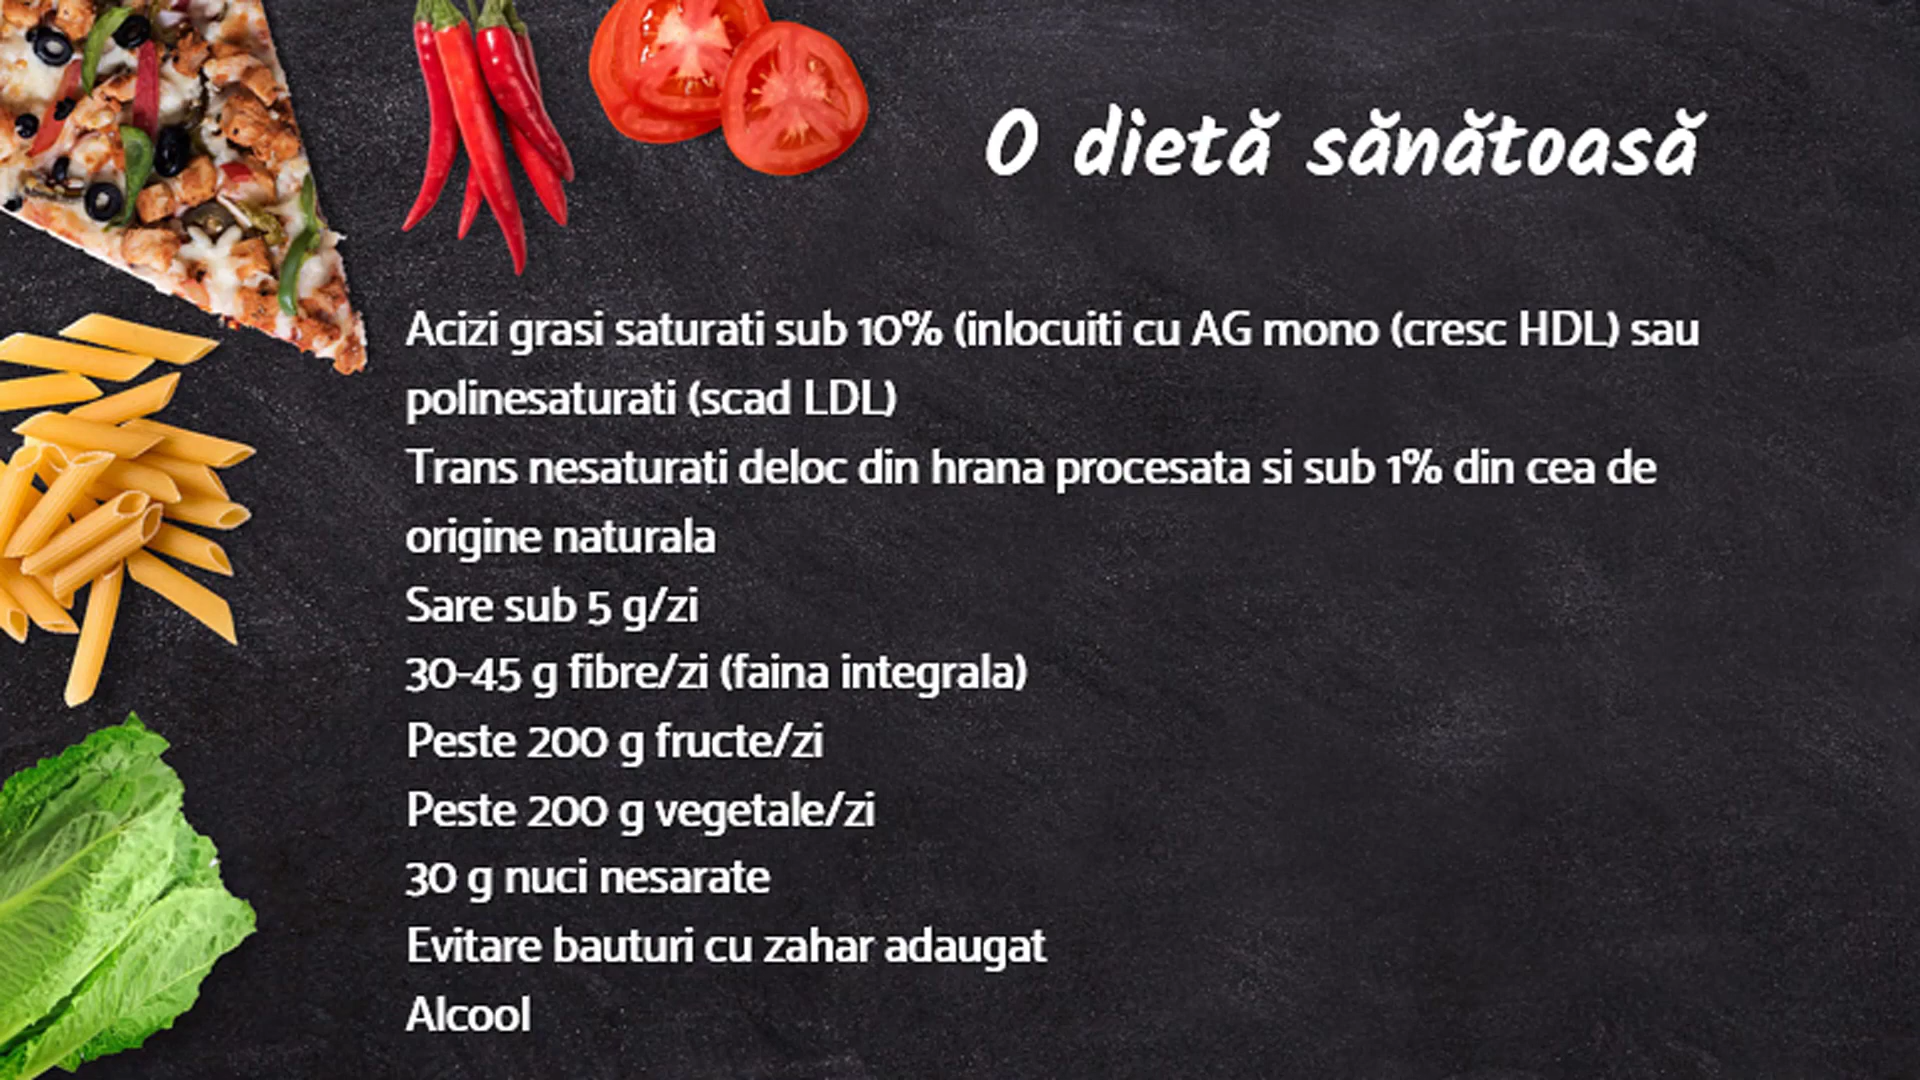 O dietă sănătoasă
Acizi grasi saturati sub 10% (inlocuiti cu AG mono (cresc HDL) sau
polinesaturati (scad LDL)
Trans nesaturati deloc din hrana procesata si sub 1% din cea de
origine naturala
Sare sub 5 g/zi
30-45 g fibre/zi (faina integrala)
Peste 200 g fructe/zi
Peste 200 g vegetale/zi
30 g nuci nesarate
Evitare bauturi cu zahar adaugat
Alcool